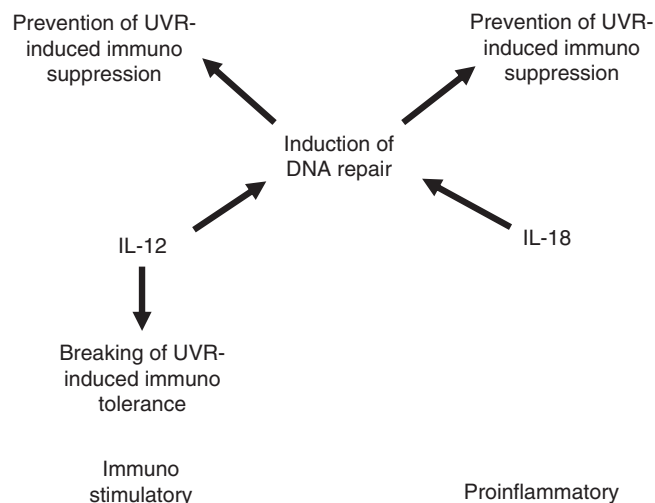 Prevention of UVR-
induced immuno
suppression
Prevention of UVR-
induced immuno
suppression
Induction of
DNA repair
IL-12
IL-18
Breaking of UVR-
induced immuno
tolerance
Immuno
stimulatory
Proinflammatory